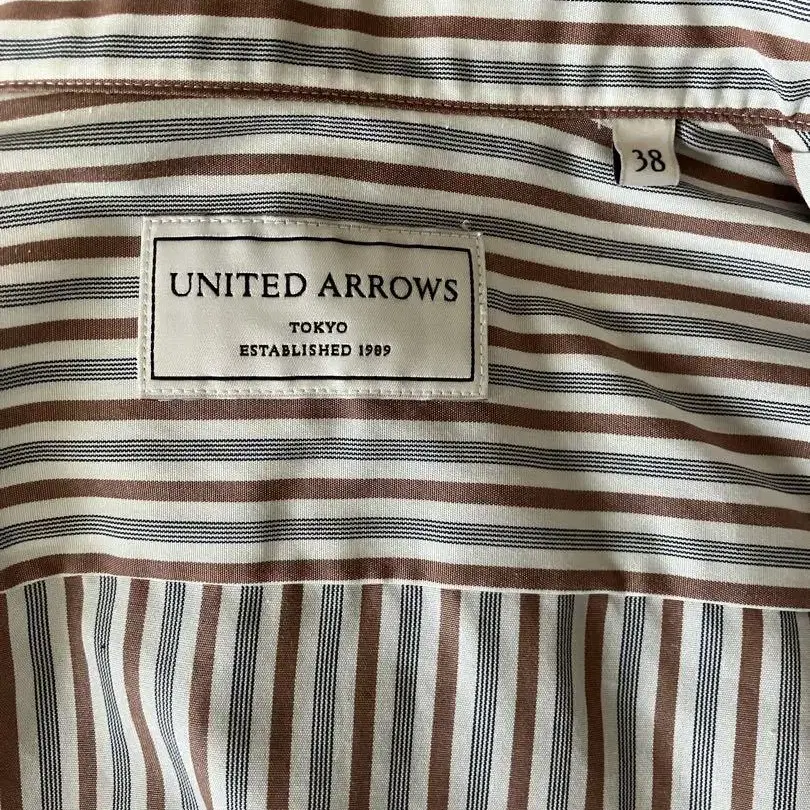 38
UNITED ARROWS
TOKYO
ESTABLISHED 1989